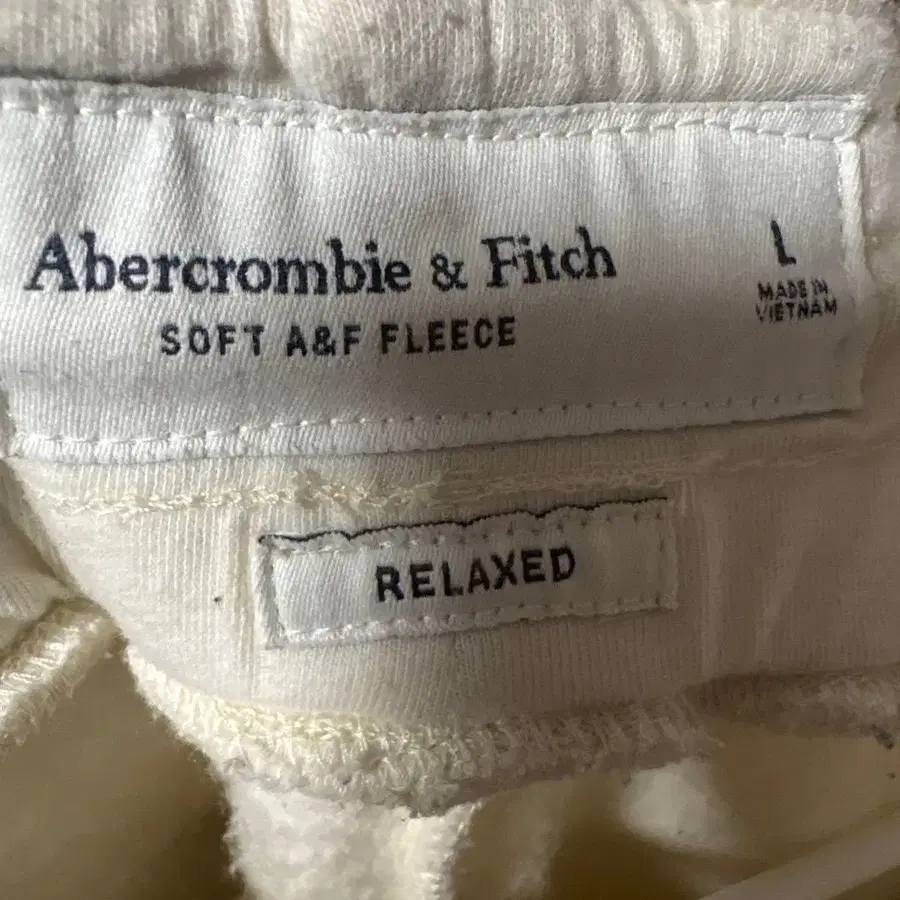 Abercrombie & Fitch
SOFT A&F FLEECE
L
MADE IN
VIETNAM
RELAXED